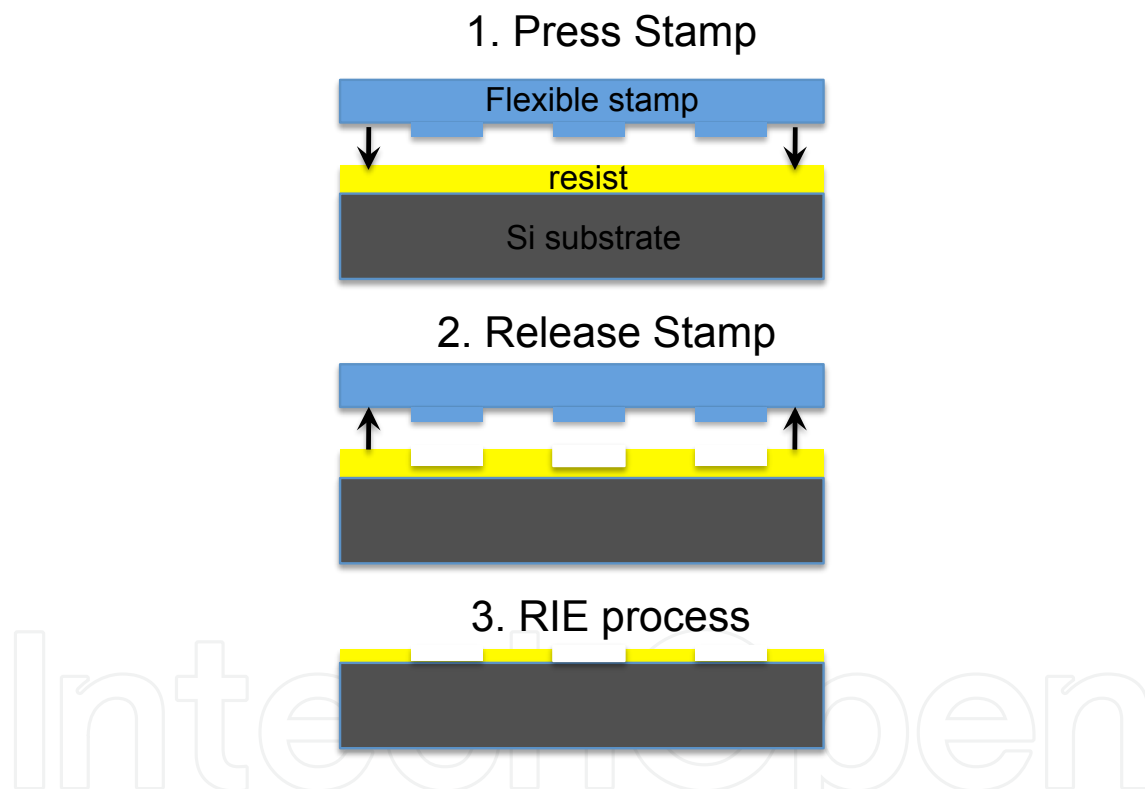 1. Press Stamp
Flexible stamp
resist
Si substrate
2. Release Stamp
3. RIE process
IntechOpen